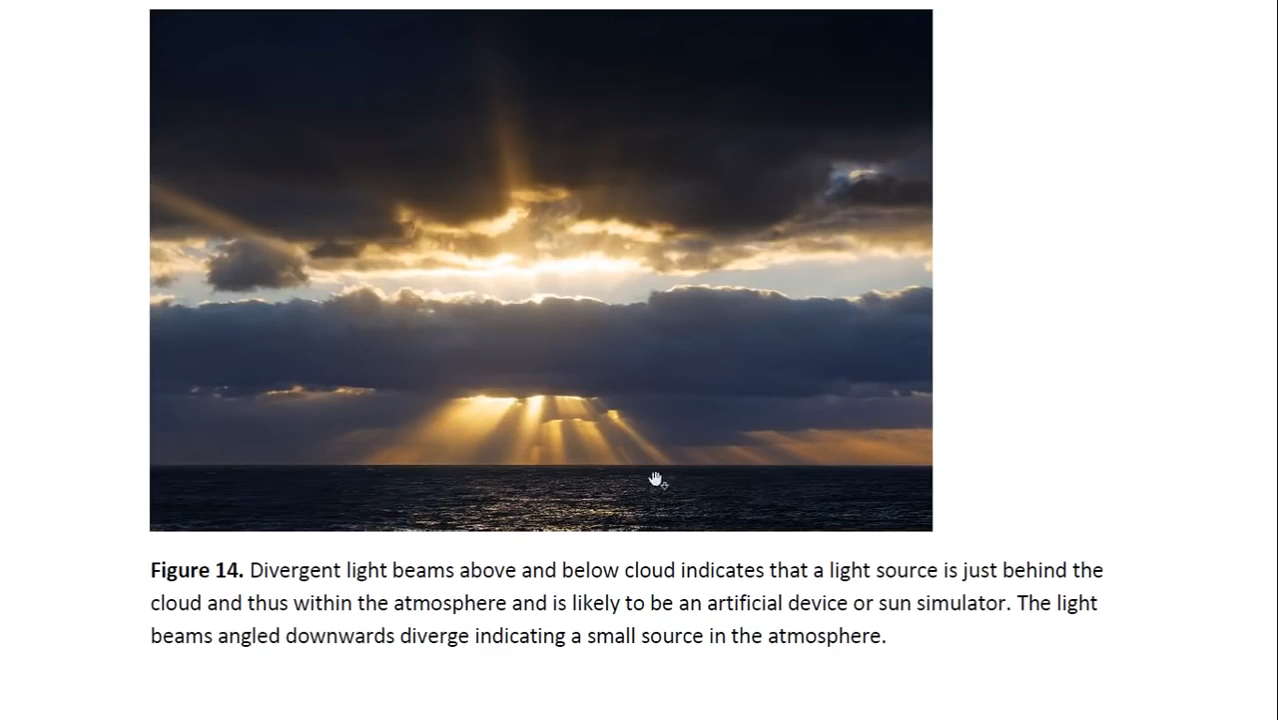 Figure 14. Divergent light beams above and below cloud indicates that a light source is just behind the
cloud and thus within the atmosphere and is likely to be an artificial device or sun simulator. The light
beams angled downwards diverge indicating a small source in the atmosphere.